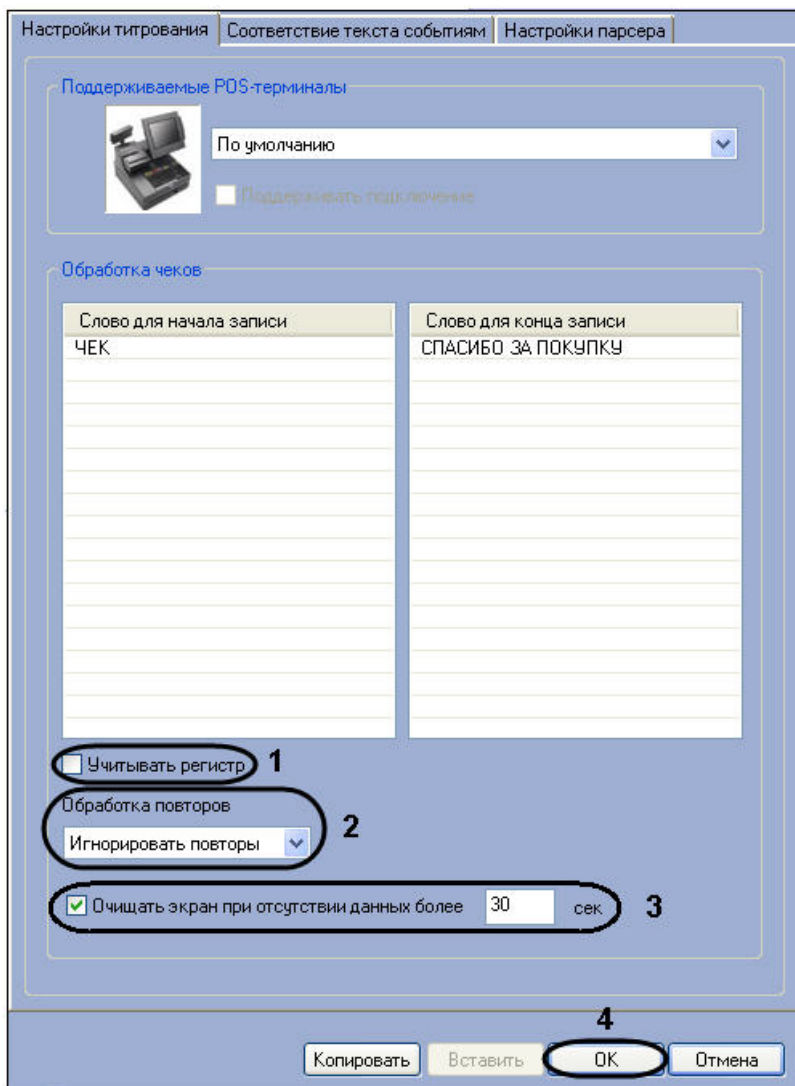 Настройки титрования Соответствие текста событиям Настройки парсера
Поддерживаемые POS-терминалы
По умолчанию
Поддерживать подключение
Обработка чеков
Слово для начала записи Слово для конца записи
ЧЕК СПАСИБО ЗА ПОКУПКУ
Учитывать регистр 1
Обработка повторов
Игнорировать повторы 2
Очищать экран при отсутствии данных более 30 сек 3
4
Копировать Вставить OK Отмена